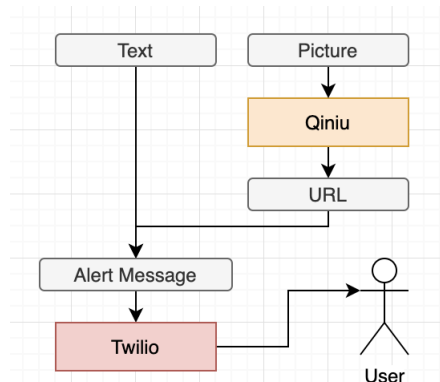 Text
Picture
Qiniu
URL
Alert Message
Twilio
User